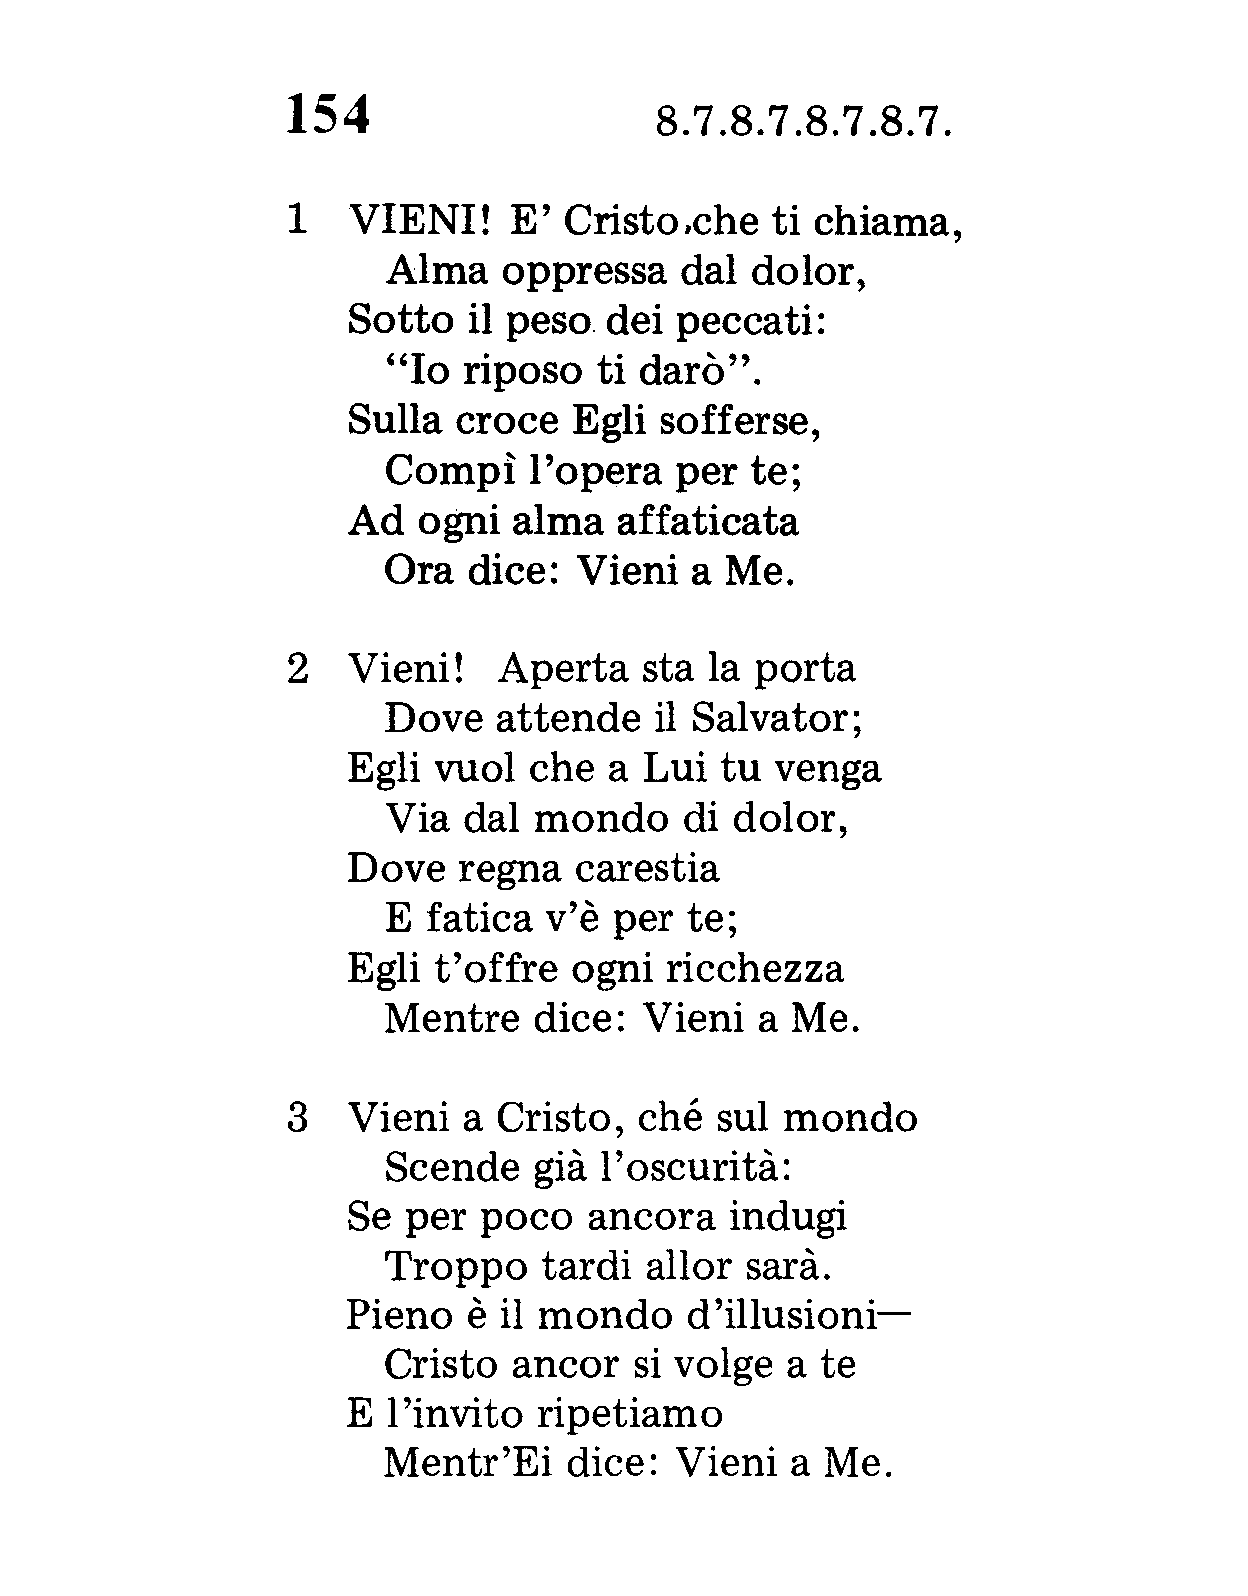 154 8.7.8.7.8.7.8.7.
1 VIENI! E’ Cristo che ti chiama,
Alma oppressa dal dolor,
Sotto il peso dei peccati:
“Io riposo ti darò”.
Sulla croce Egli sofferse,
Compì l’opera per te;
Ad ogni alma affaticata
Ora dice: Vieni a Me.
2 Vieni! Aperta sta la porta
Dove attende il Salvator;
Egli vuol che a Lui tu venga
Via dal mondo di dolor,
Dove regna carestia
E fatica v’è per te;
Egli t’offre ogni ricchezza
Mentre dice: Vieni a Me.
3 Vieni a Cristo, ché sul mondo
Scende già l’oscurità:
Se per poco ancora indugi
Troppo tardi allor sarà.
Pieno è il mondo d’illusioni—
Cristo ancor si volge a te
E l’invito ripetiamo
Mentr’Ei dice: Vieni a Me.